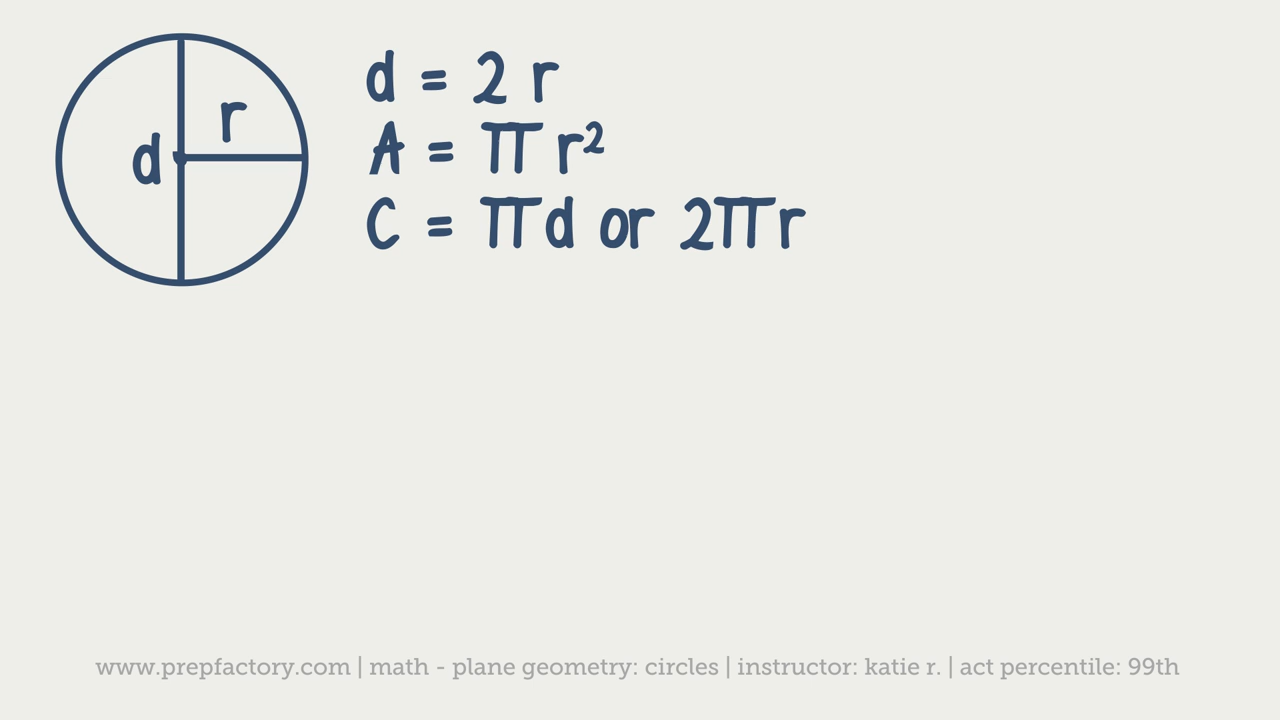 r
d
d = 2 r
A = π r²
C = πd or 2πr
www.prepfactory.com | math - plane geometry: circles | instructor: katie r. | act percentile: 99th